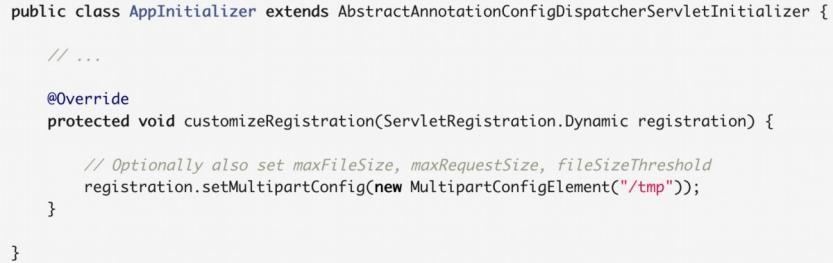 public class AppInitializer extends AbstractAnnotationConfigDispatcherServletInitializer {
// ...
@Override
protected void customizeRegistration(ServletRegistration.Dynamic registration) {
// Optionally also set maxFileSize, maxRequestSize, fileSizeThreshold
registration.setMultipartConfig(new MultipartConfigElement("/tmp"));
}
}